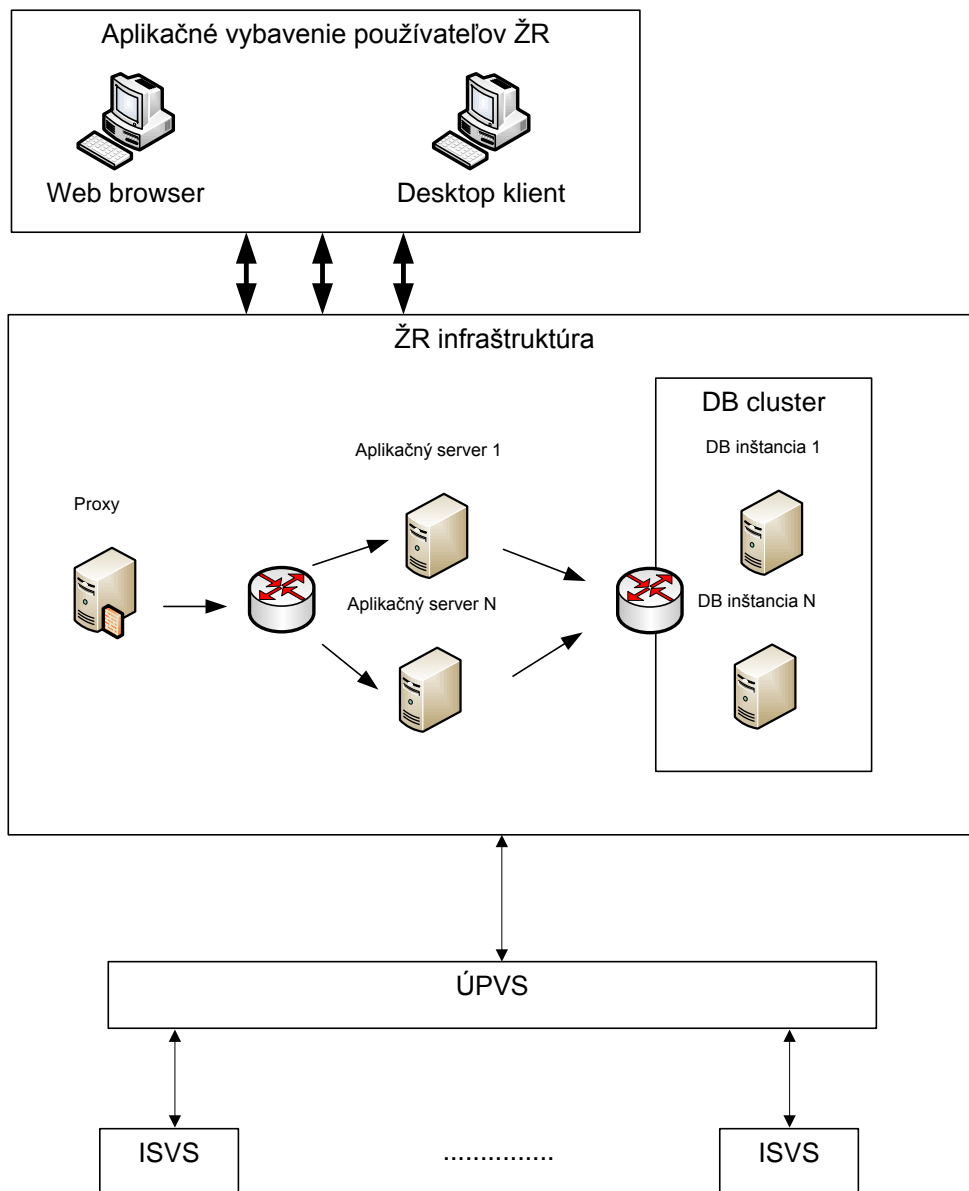 Aplikačné vybavenie používateľov ŽR
Web browser
Desktop klient
ŽR infraštruktúra
DB cluster
Aplikačný server 1
DB inštancia 1
Proxy
Aplikačný server N
DB inštancia N
ÚPVS
ISVS
...............
ISVS